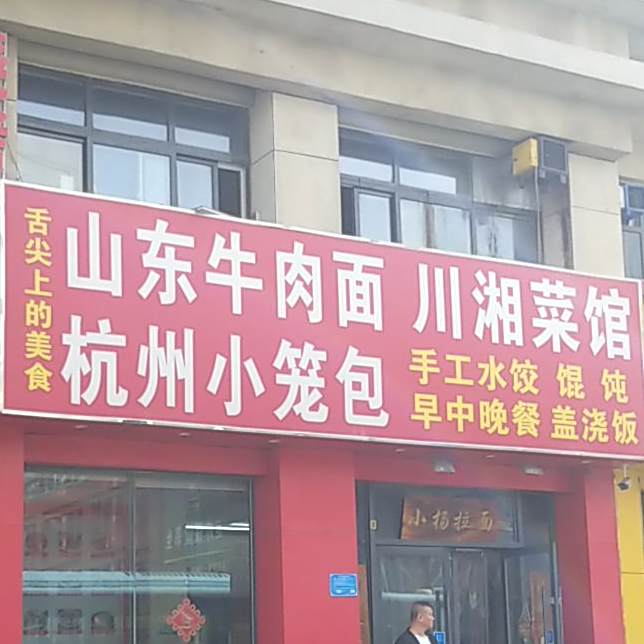 舌尖上的美食
山东牛肉面
杭州小笼包
川湘菜馆
手工水饺 馄饨
早中晚餐 盖浇饭
小杨拉面